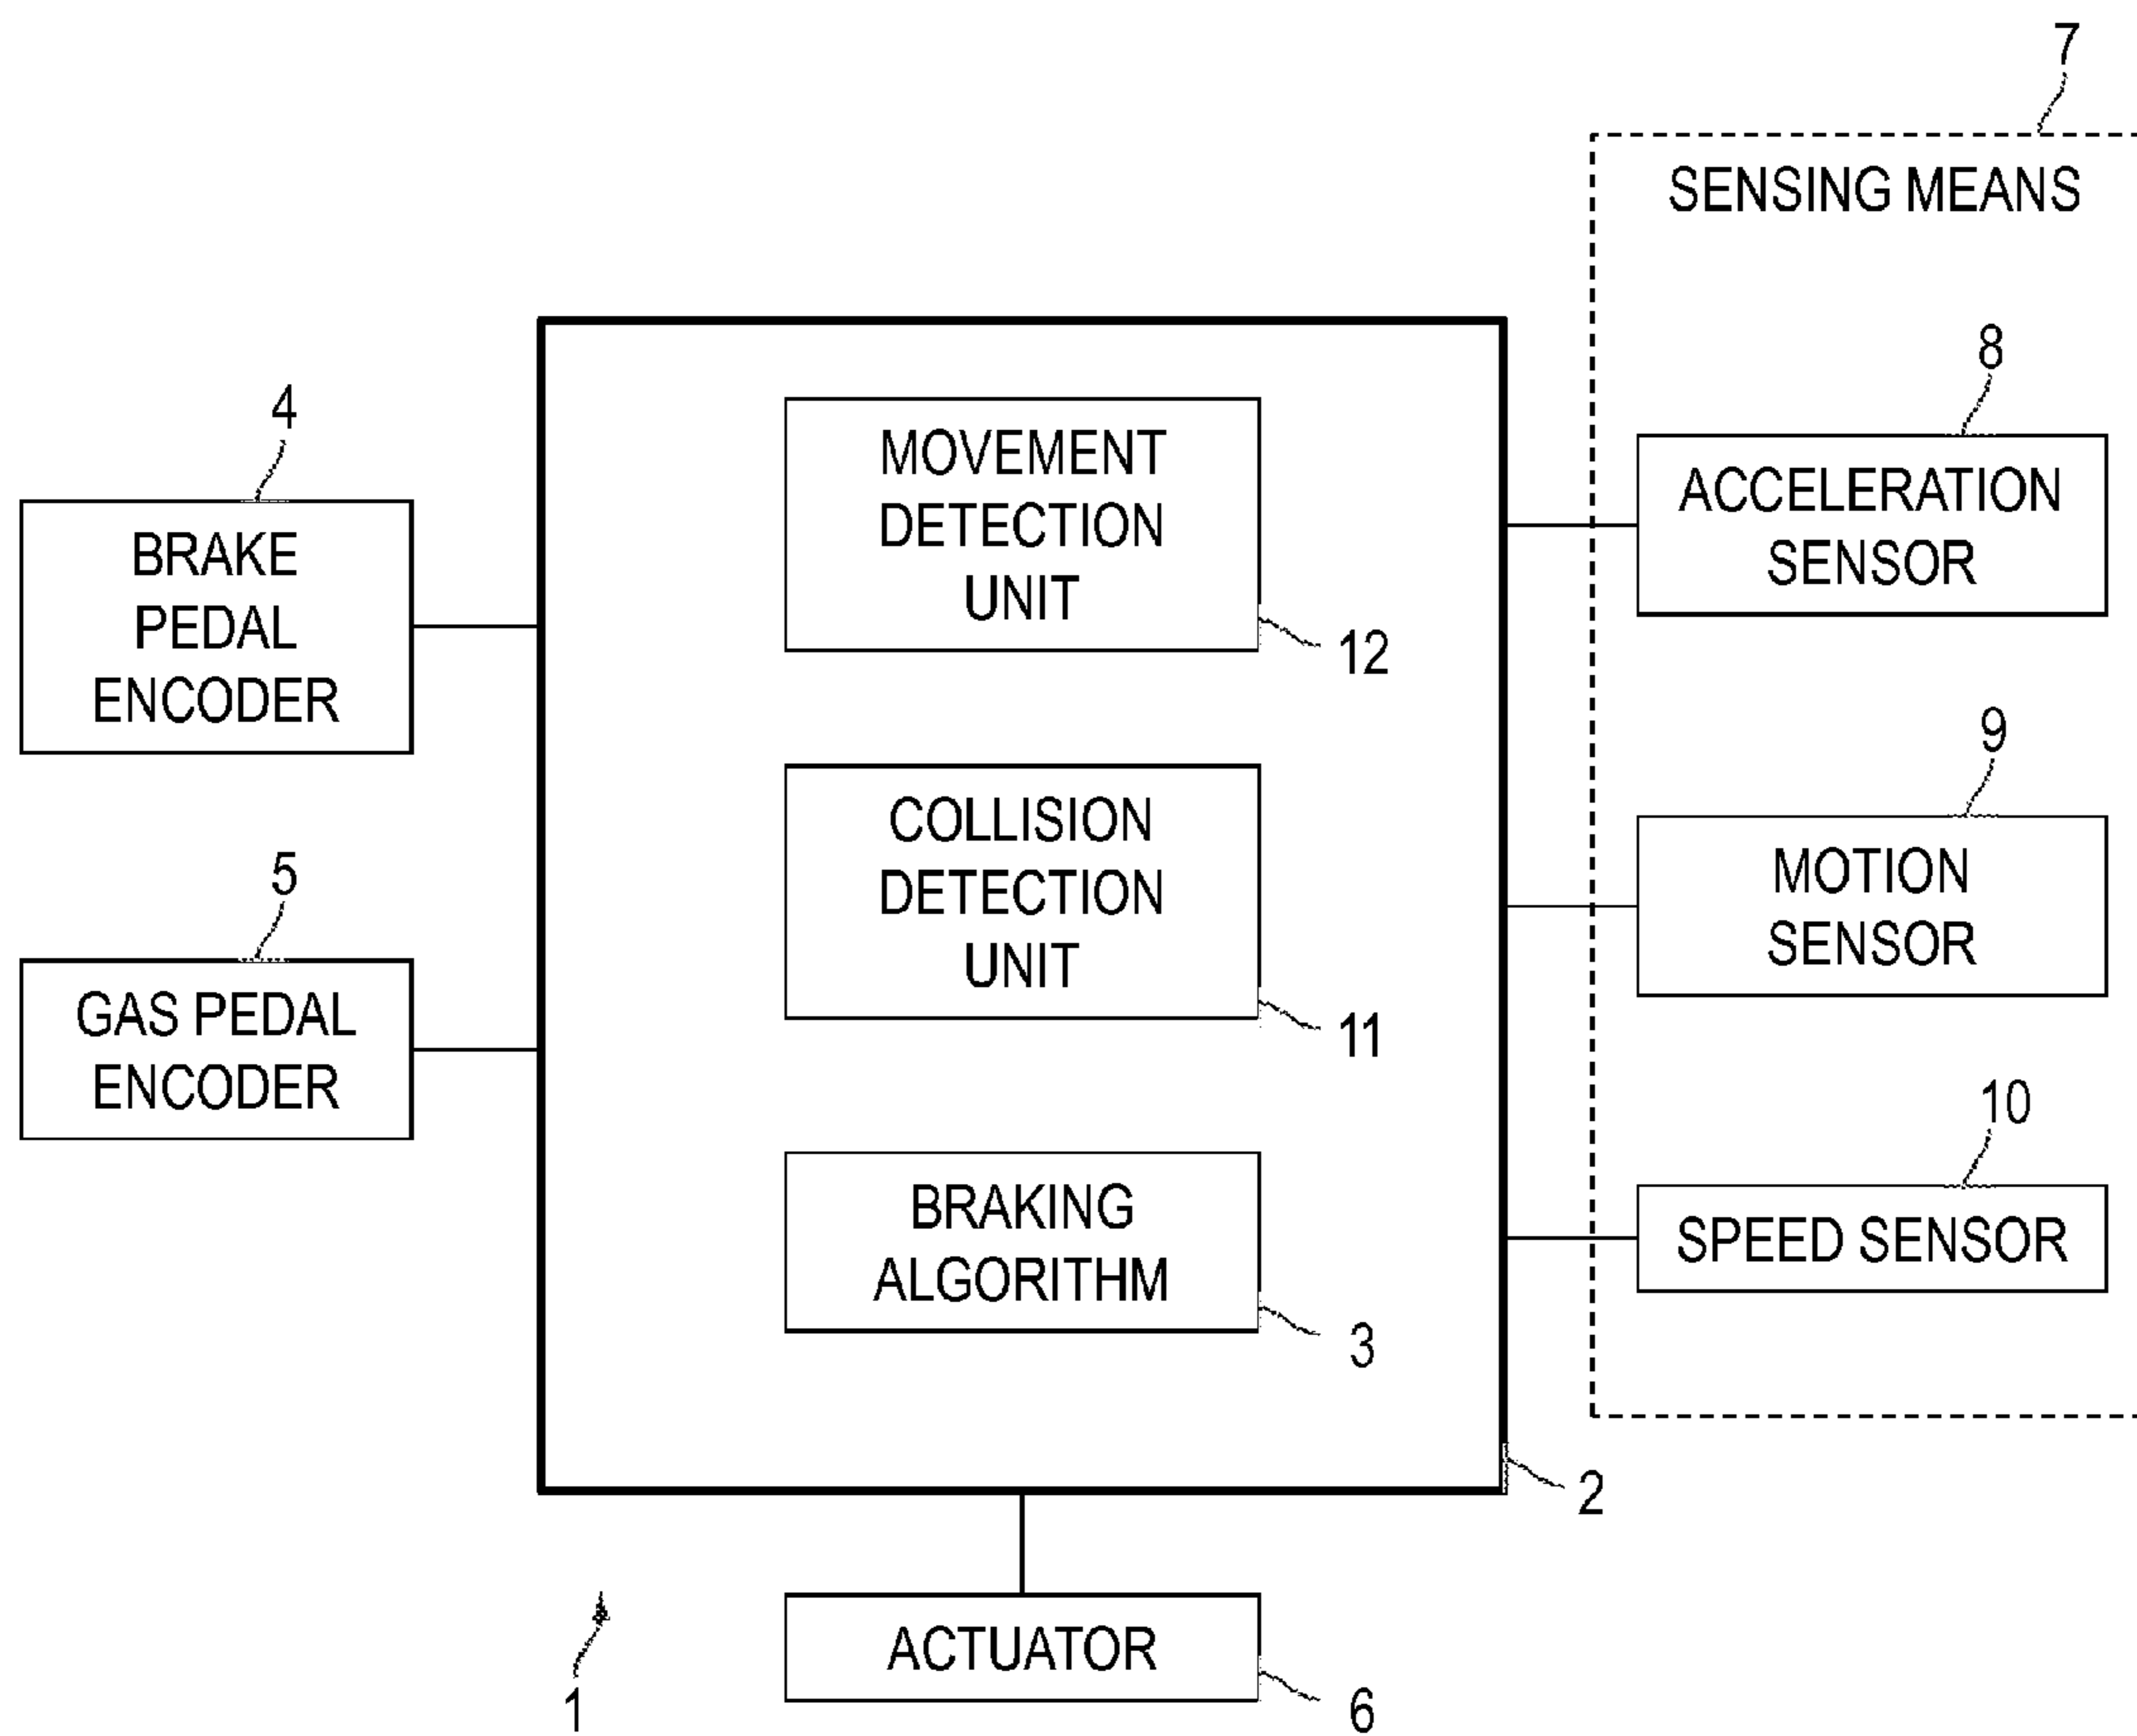 7
SENSING MEANS
8
ACCELERATION
SENSOR
9
MOTION
SENSOR
10
SPEED SENSOR
4
BRAKE
PEDAL
ENCODER
5
GAS PEDAL
ENCODER
MOVEMENT
DETECTION
UNIT
12
COLLISION
DETECTION
UNIT
11
BRAKING
ALGORITHM
3
2
ACTUATOR
6
1